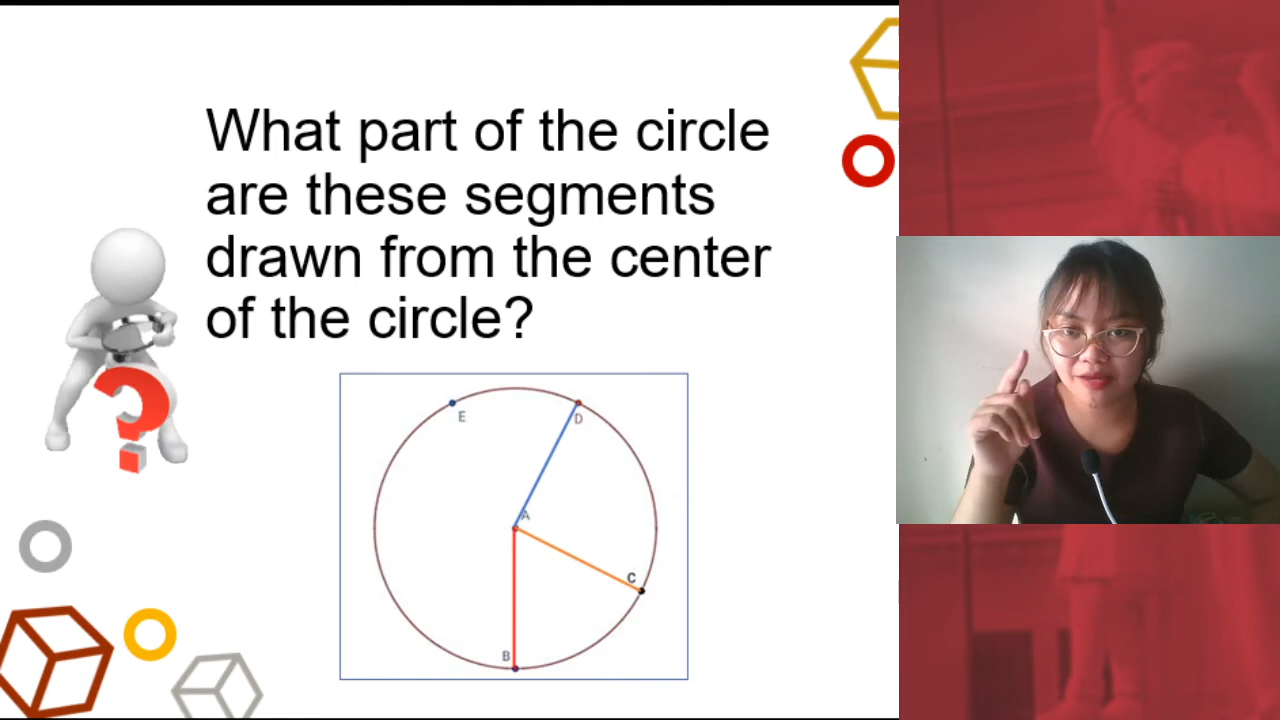 What part of the circle
are these segments
drawn from the center
of the circle?
E
D
A
C
B